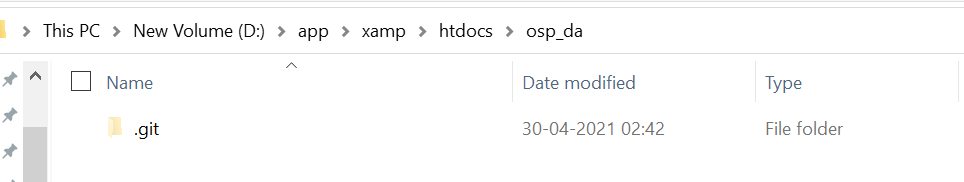 This PC > New Volume (D:) > app > xamp > htdocs > osp_da
Name Date modified Type
.git 30-04-2021 02:42 File folder